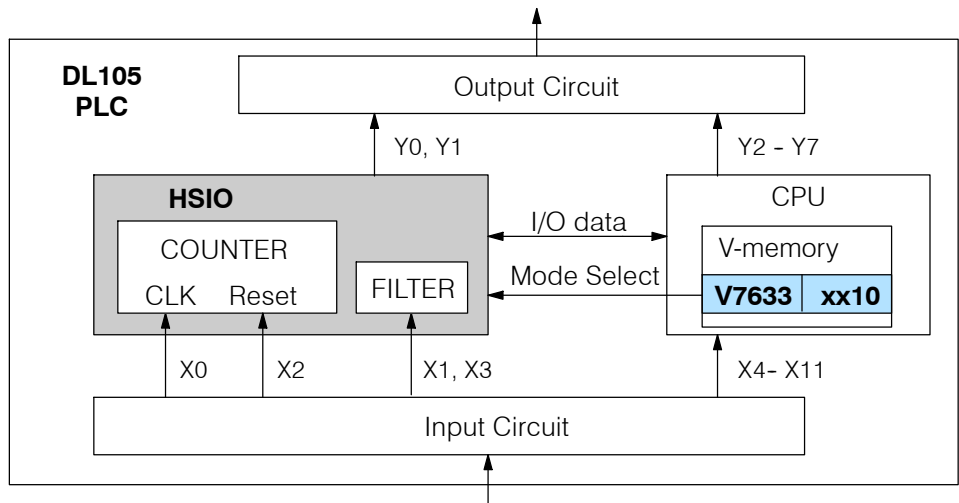 DL105
PLC
Output Circuit
Y0, Y1
Y2 - Y7
HSIO
CPU
COUNTER
I/O data
V-memory
CLK
Reset
FILTER
Mode Select
V7633
xx10
X0
X2
X1, X3
X4- X11
Input Circuit